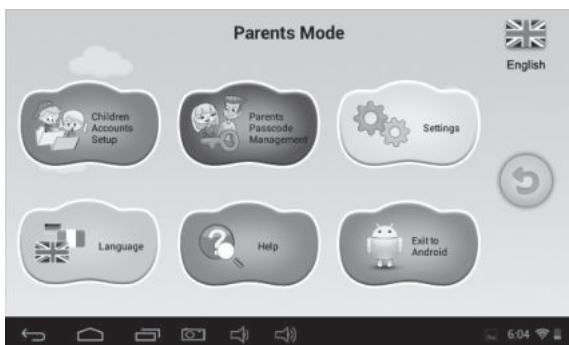 Parents Mode
English
Children
Accounts
Setup
Parents
Passcode
Management
Settings
Language
Help
Exit to
Android
6:04